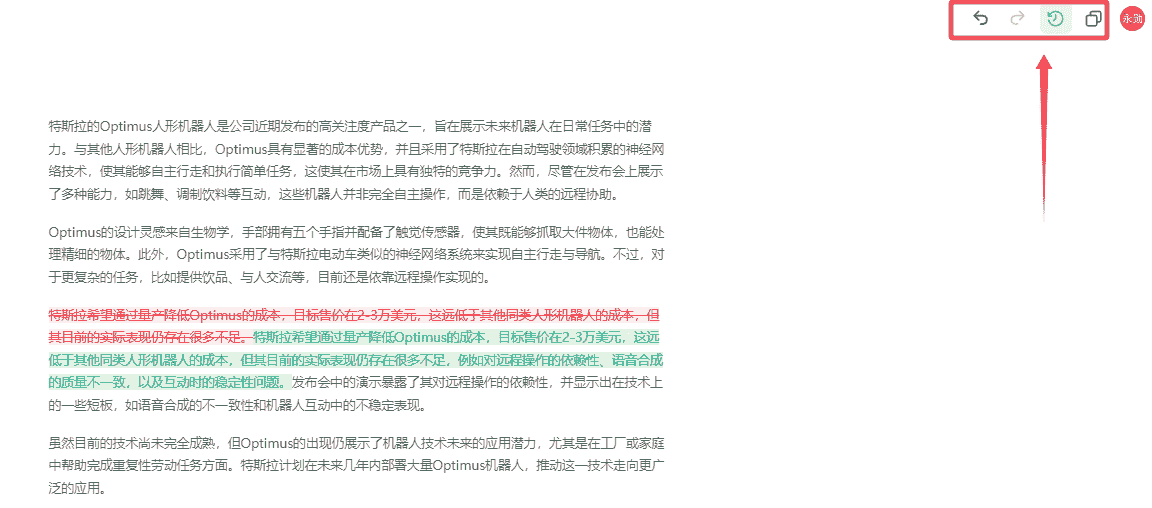 永勋
特斯拉的Optimus人形机器人是公司近期发布的高关注度产品之一，旨在展示未来机器人在日常任务中的潜
力。与其他人形机器人相比，Optimus具有显著的成本优势，并且采用了特斯拉在自动驾驶领域积累的神经网
络技术，使其能够自主行走和执行简单任务，这使其在市场上具有独特的竞争力。然而，尽管在发布会上展示
了多种能力，如跳舞、调制饮料等互动，这些机器人并非完全自主操作，而是依赖于人类的远程协助。
Optimus的设计灵感来自生物学，手部拥有五个手指并配备了触觉传感器，使其既能够抓取大件物体，也能处
理精细的物体。此外，Optimus采用了与特斯拉电动车类似的神经网络系统来实现自主行走与导航。不过，对
于更复杂的任务，比如提供饮品、与人交流等，目前还是依靠远程操作实现的。
特斯拉希望通过量产降低Optimus的成本，目标售价在2-3万美元，这远低于其他同类人形机器人的成本，但
其目前的实际表现仍存在很多不足。特斯拉希望通过量产降低Optimus的成本，目标售价在2-3万美元，这远
低于其他同类人形机器人的成本，但其目前的实际表现仍存在很多不足，例如对远程操作的依赖性、语音合成
的质量不一致，以及互动时的稳定性问题。发布会中的演示暴露了其对远程操作的依赖性，并显示出在技术上
的一些短板，如语音合成的不一致性和机器人互动中的不稳定表现。
虽然目前的技术尚未完全成熟，但Optimus的出现仍展示了机器人技术未来的应用潜力，尤其是在工厂或家庭
中帮助完成重复性劳动任务方面。特斯拉计划在未来几年内部署大量Optimus机器人，推动这一技术走向更广
泛的应用。